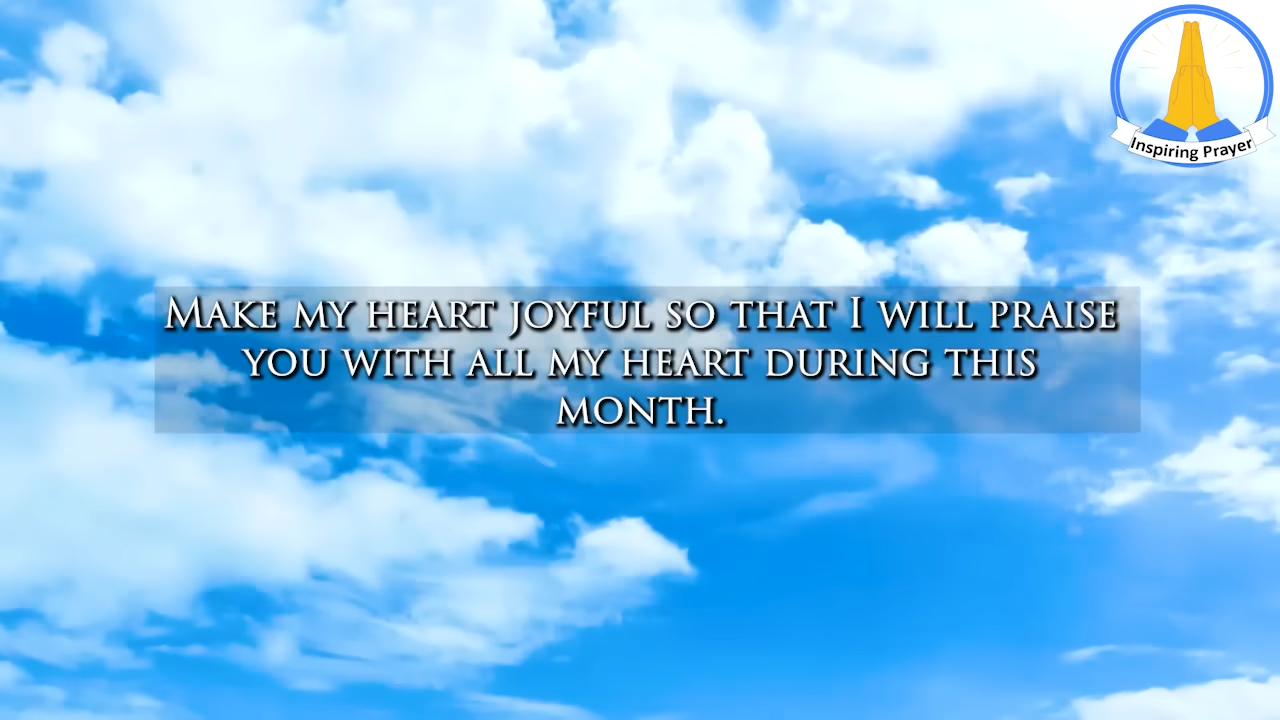 Inspiring Prayer
Make my heart joyful so that I will praise
you with all my heart during this
month.